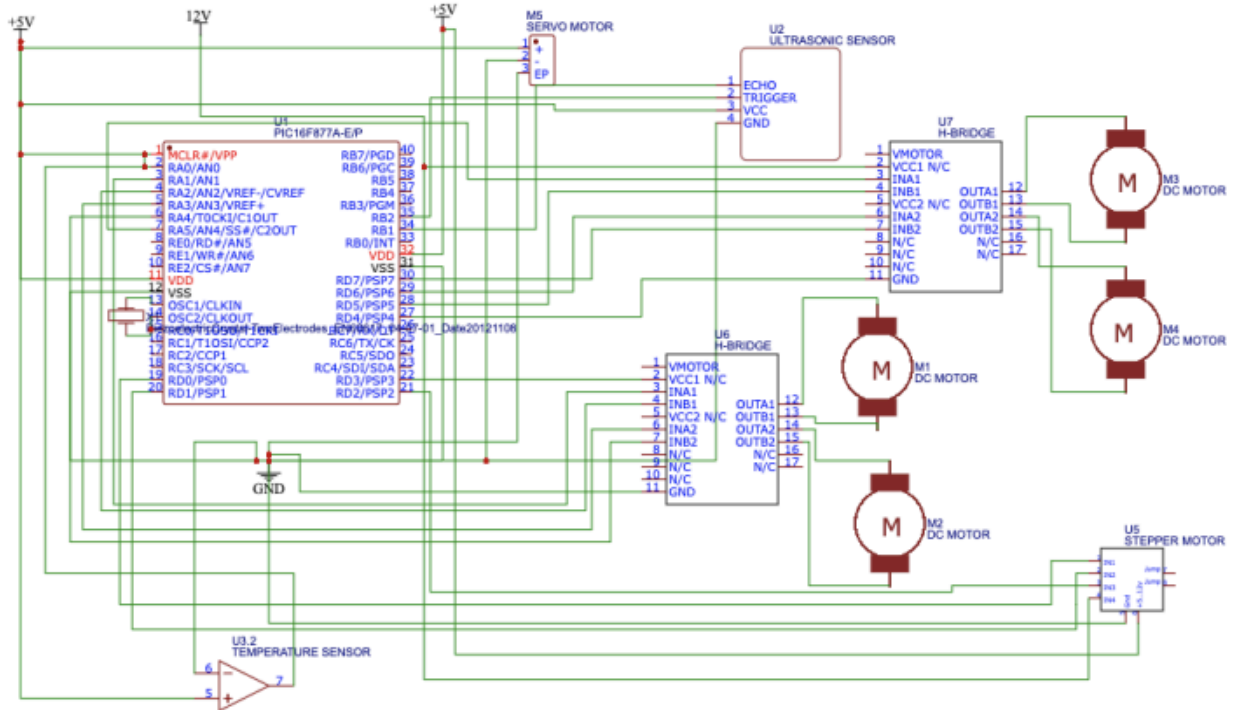 +5V
12V
+5V
M5
SERVO MOTOR
1 +
2 -
3 EP
U2
ULTRASONIC SENSOR
1 ECHO
2 TRIGGER
3 VCC
4 GND
U1
PIC16F877A-E/P
1 MCLR#/VPP RB7/PGD 40
2 RA0/AN0 RB6/PGC 39
3 RA1/AN1 RB5 38
4 RA2/AN2/VREF-/CVREF RB4 37
5 RA3/AN3/VREF+ RB3/PGM 36
6 RA4/T0CKI/C1OUT RB2 35
7 RA5/AN4/SS#/C2OUT RB1 34
8 RE0/RD#/AN5 RB0/INT 33
9 RE1/WR#/AN6 VDD 32
10 RE2/CS#/AN7 VSS 31
11 VDD RD7/PSP7 30
12 VSS RD6/PSP6 29
13 OSC1/CLKIN RD5/PSP5 28
14 OSC2/CLKOUT RD4/PSP4 27
16 RC1/T1OSI/CCP2 RC6/TX/CK 25
17 RC2/CCP1 RC5/SDO 24
18 RC3/SCK/SCL RC4/SDI/SDA 23
19 RD0/PSP0 RD3/PSP3 22
20 RD1/PSP1 RD2/PSP2 21
U7
H-BRIDGE
1 VMOTOR
2 VCC1 N/C
3 INA1
4 INB1 OUTA1 12
5 VCC2 N/C OUTB1 13
6 INA2 OUTA2 14
7 INB2 OUTB2 15
8 N/C N/C 16
9 N/C N/C 17
10 N/C
11 GND
M
M3
DC MOTOR
M
M4
DC MOTOR
U6
H-BRIDGE
1 VMOTOR
2 VCC1 N/C
3 INA1
4 INB1 OUTA1 12
5 VCC2 N/C OUTB1 13
6 INA2 OUTA2 14
7 INB2 OUTB2 15
8 N/C N/C 16
9 N/C N/C 17
10 N/C
11 GND
M
M1
DC MOTOR
M
M2
DC MOTOR
GND
U5
STEPPER MOTOR
IN1
IN2
IN3
IN4
Jump
Jump
Gnd
+5..12v
U3.2
TEMPERATURE SENSOR
6 -
5 +
7